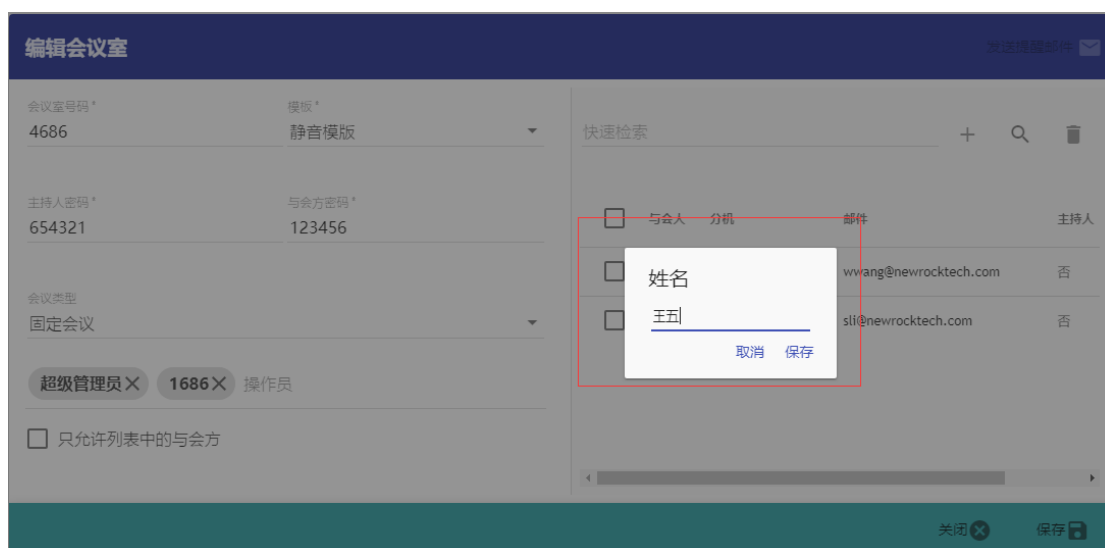 编辑会议室
发送提醒邮件
会议室号码*
模板*
4686
静音模版
快速检索
主持人密码*
与会方密码*
654321
123456
与会人 分机 邮件 主持人
姓名
王五
取消 保存
wwang@newrocktech.com 否
会议类型
固定会议
sli@newrocktech.com 否
超级管理员 1686 操作员
只允许列表中的与会方
关闭 保存